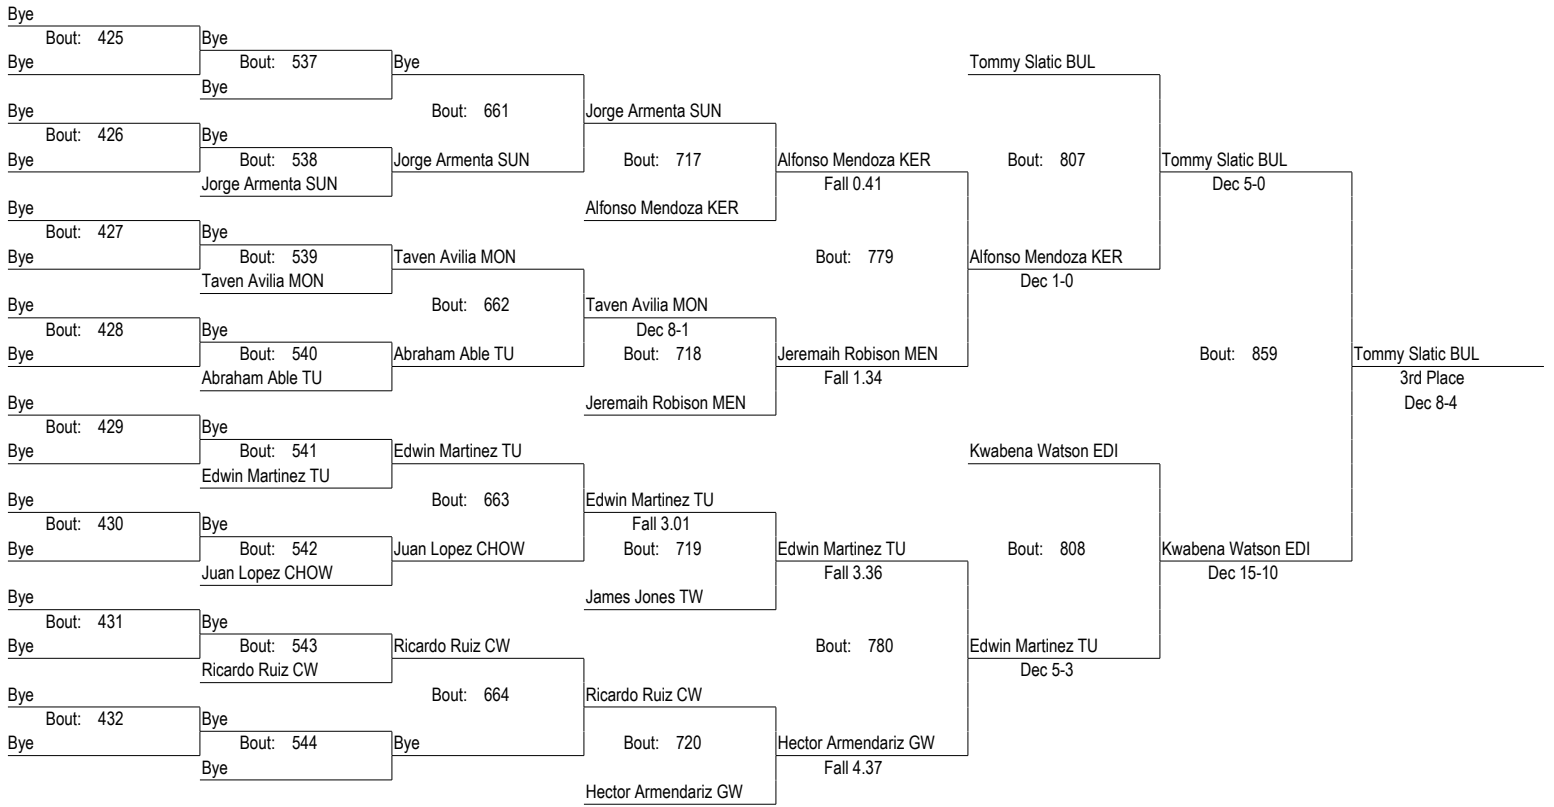 Bye
Bout: 425 Bye
Bye Bout: 537 Bye Tommy Slatic BUL
Bye
Bye Bout: 661 Jorge Armenta SUN
Bout: 426 Bye
Bye Bout: 538 Jorge Armenta SUN Bout: 717 Alfonso Mendoza KER Bout: 807 Tommy Slatic BUL
Jorge Armenta SUN Fall 0.41 Dec 5-0
Bye Alfonso Mendoza KER
Bout: 427 Bye
Bye Bout: 539 Taven Avilia MON Bout: 779 Alfonso Mendoza KER
Taven Avilia MON Dec 1-0
Bye Bout: 662 Taven Avilia MON
Bout: 428 Bye Dec 8-1
Bye Bout: 540 Abraham Able TU Bout: 718 Jeremaih Robison MEN Bout: 859 Tommy Slatic BUL
Abraham Able TU Fall 1.34 3rd Place
Bye Jeremaih Robison MEN Dec 8-4
Bout: 429 Bye
Bye Bout: 541 Edwin Martinez TU Kwabena Watson EDI
Edwin Martinez TU
Bye Bout: 663 Edwin Martinez TU
Bout: 430 Bye Fall 3.01
Bye Bout: 542 Juan Lopez CHOW Bout: 719 Edwin Martinez TU Bout: 808 Kwabena Watson EDI
Juan Lopez CHOW Fall 3.36 Dec 15-10
Bye James Jones TW
Bout: 431 Bye
Bye Bout: 543 Ricardo Ruiz CW Bout: 780 Edwin Martinez TU
Ricardo Ruiz CW Dec 5-3
Bye Bout: 664 Ricardo Ruiz CW
Bout: 432 Bye
Bye Bout: 544 Bye Bout: 720 Hector Armendariz GW
Bye Fall 4.37
Hector Armendariz GW